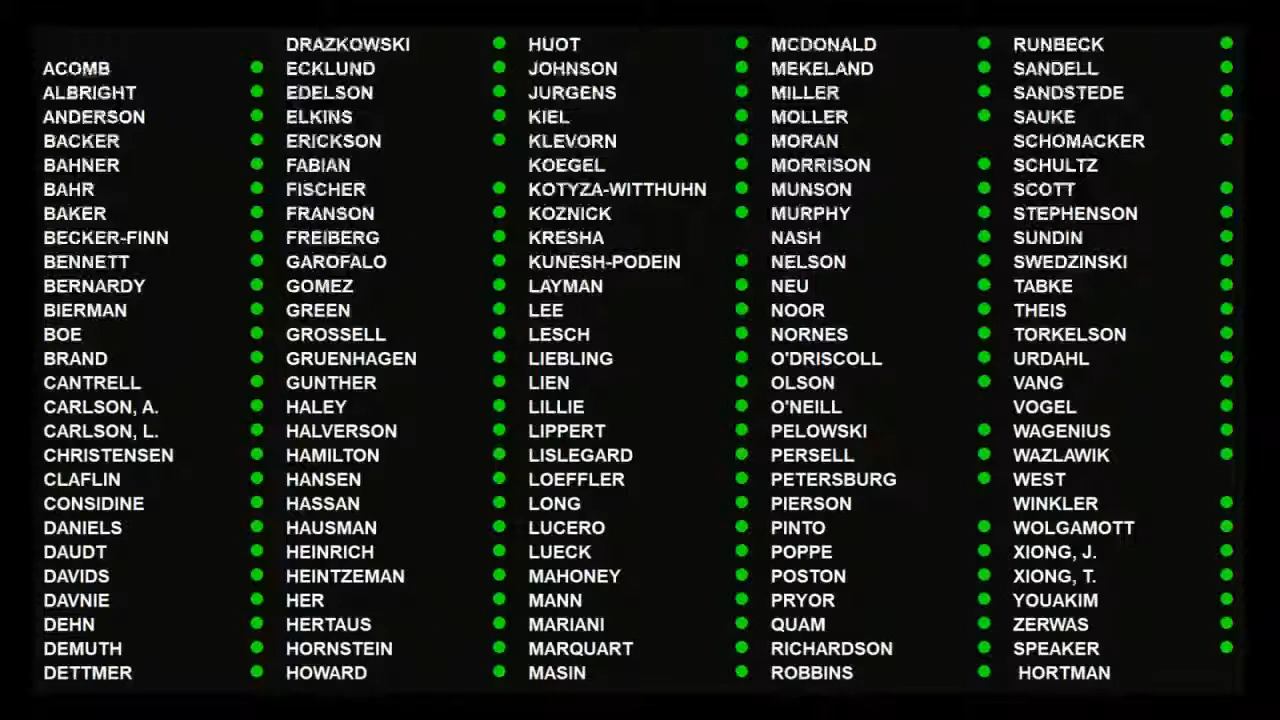 ACOMB
ALBRIGHT
ANDERSON
BACKER
BAHNER
BAHR
BAKER
BECKER-FINN
BENNETT
BERNARDY
BIERMAN
BOE
BRAND
CANTRELL
CARLSON, A.
CARLSON, L.
CHRISTENSEN
CLAFLIN
CONSIDINE
DANIELS
DAUDT
DAVIDS
DAVNIE
DEHN
DEMUTH
DETTMER
DRAZKOWSKI
ECKLUND
EDELSON
ELKINS
ERICKSON
FABIAN
FISCHER
FRANSON
FREIBERG
GAROFALO
GOMEZ
GREEN
GROSSELL
GRUENHAGEN
GUNTHER
HALEY
HALVERSON
HAMILTON
HANSEN
HASSAN
HAUSMAN
HEINRICH
HEINTZEMAN
HER
HERTAUS
HORNSTEIN
HOWARD
HUOT
JOHNSON
JURGENS
KIEL
KLEVORN
KOEGEL
KOTYZA-WITTHUHN
KOZNICK
KRESHA
KUNESH-PODEIN
LAYMAN
LEE
LESCH
LIEBLING
LIEN
LILLIE
LIPPERT
LISLEGARD
LOEFFLER
LONG
LUCERO
LUECK
MAHONEY
MANN
MARIANI
MARQUART
MASIN
MCDONALD
MEKELAND
MILLER
MOLLER
MORAN
MORRISON
MUNSON
MURPHY
NASH
NELSON
NEU
NOOR
NORNES
O'DRISCOLL
OLSON
O'NEILL
PELOWSKI
PERSELL
PETERSBURG
PIERSON
PINTO
POPPE
POSTON
PRYOR
QUAM
RICHARDSON
ROBBINS
RUNBECK
SANDELL
SANDSTEDE
SAUKE
SCHOMACKER
SCHULTZ
SCOTT
STEPHENSON
SUNDIN
SWEDZINSKI
TABKE
THEIS
TORKELSON
URDAHL
VANG
VOGEL
WAGENIUS
WAZLAWIK
WEST
WINKLER
WOLGAMOTT
XIONG, J.
XIONG, T.
YOUAKIM
ZERWAS
SPEAKER
HORTMAN